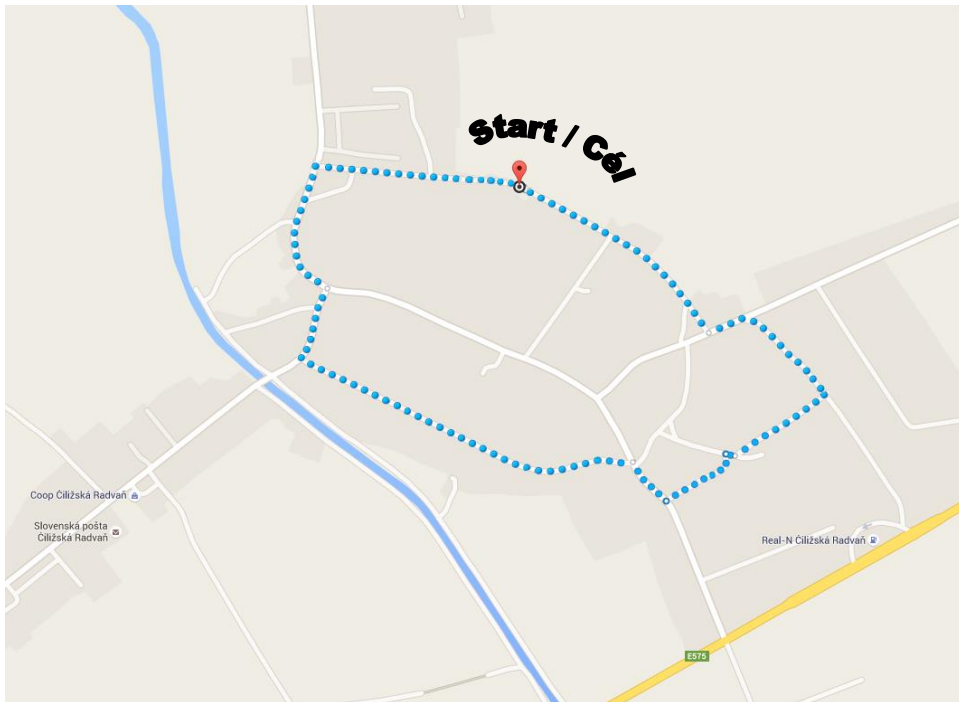 Start / Cél
Coop Čiližská Radvaň
Slovenská pošta
Čiližská Radvaň
Real-N Čiližská Radvaň
E575